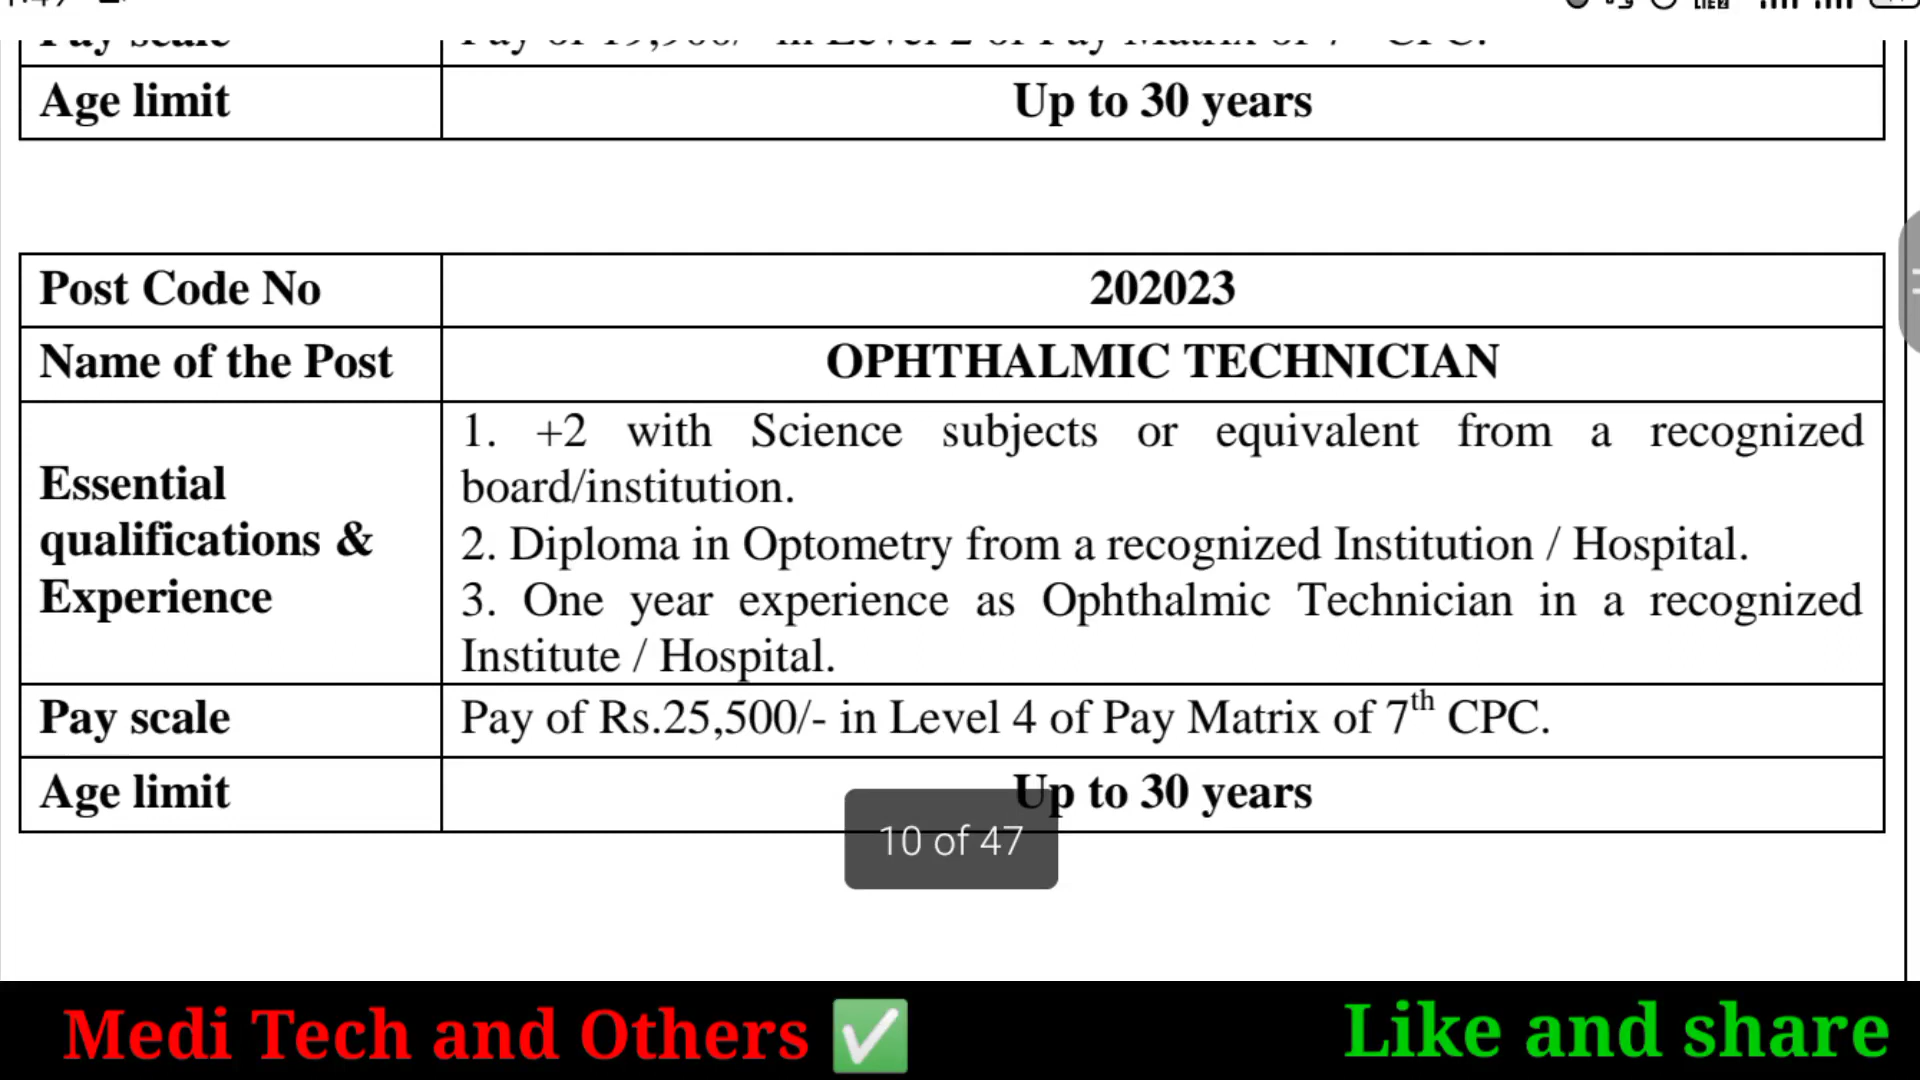 Age limit Up to 30 years
Post Code No 202023
Name of the Post OPHTHALMIC TECHNICIAN
Essential qualifications & Experience
1. +2 with Science subjects or equivalent from a recognized
board/institution.
2. Diploma in Optometry from a recognized Institution / Hospital.
3. One year experience as Ophthalmic Technician in a recognized
Institute / Hospital.
Pay scale Pay of Rs.25,500/- in Level 4 of Pay Matrix of 7th CPC.
Age limit Up to 30 years
10 of 47
Medi Tech and Others ✅ Like and share